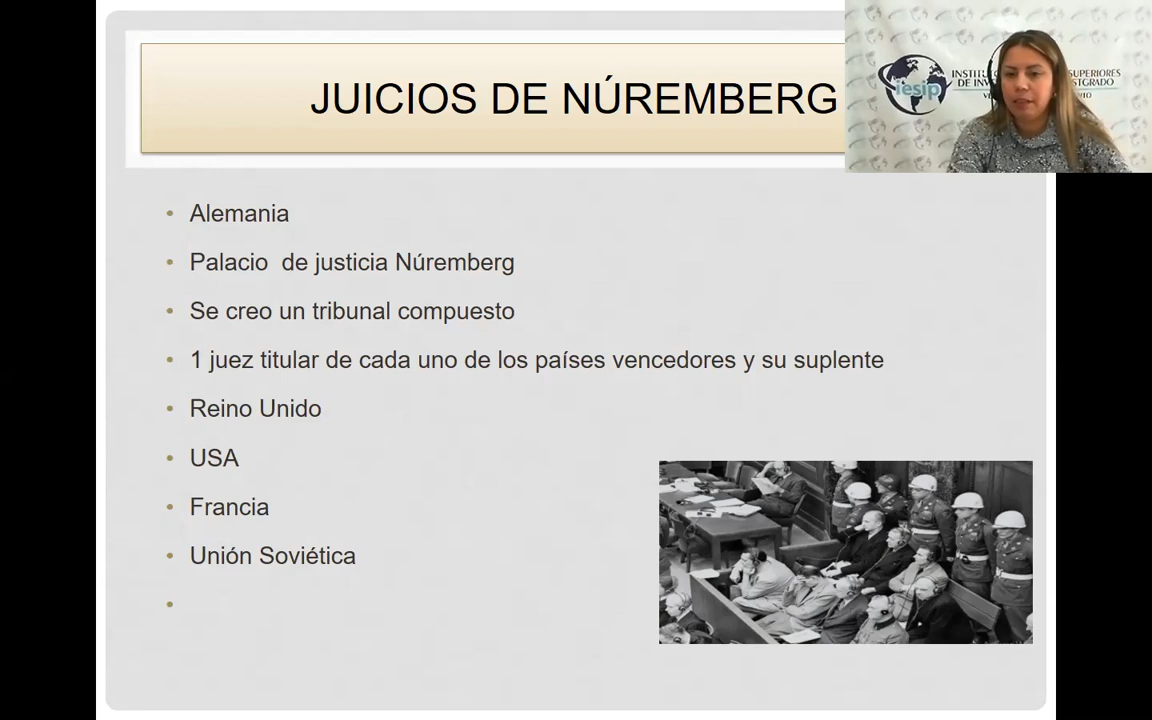 JUICIOS DE NÚREMBERG
iesip
SUPERIORES
• Alemania
• Palacio  de justicia Núremberg
• Se creo un tribunal compuesto
• 1 juez titular de cada uno de los países vencedores y su suplente
• Reino Unido
• USA
• Francia
• Unión Soviética
•